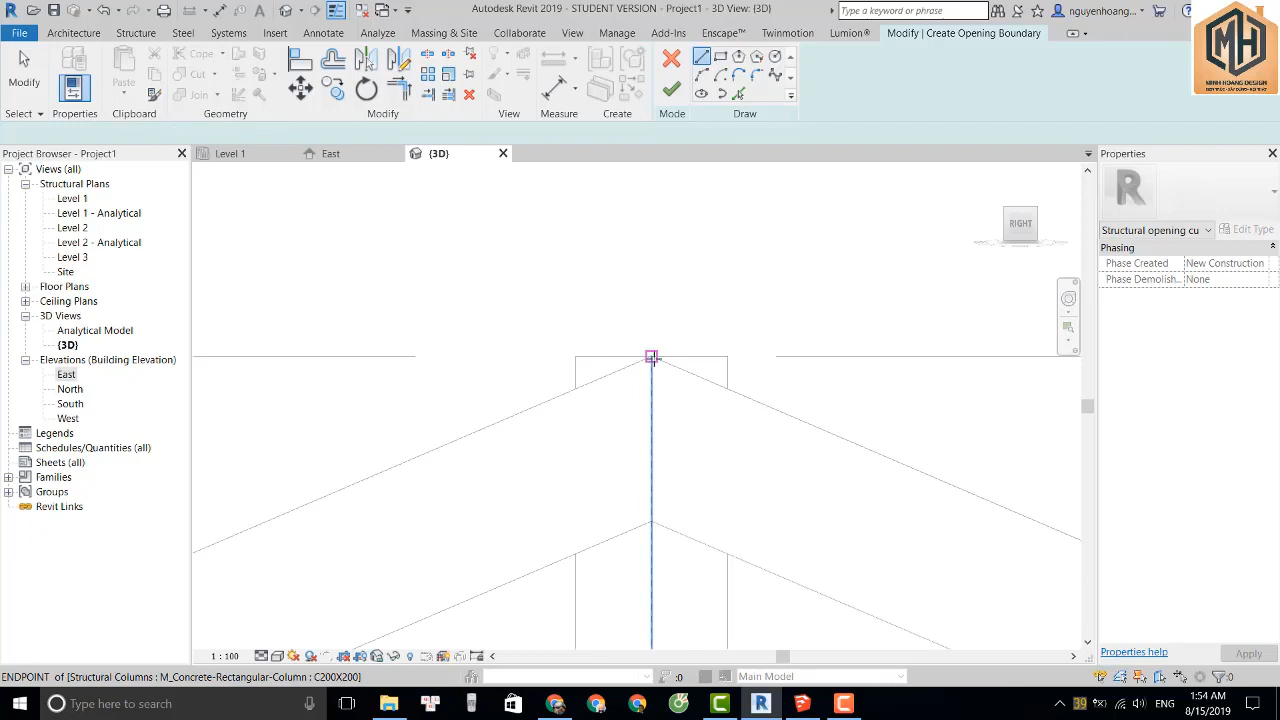 Autodesk Revit 2019 - STUDENT VERSION - Project1 - 3D View: {3D}
Type a keyword or phrase
nguyenhoang...
File Architecture Structure Steel Systems Insert Annotate Analyze Massing & Site Collaborate View Manage Add-Ins Enscape™ Twinmotion Lumion® Modify | Create Opening Boundary
MH
MINH HOANG DESIGN
Modify
Paste
Cope
Cut
Join
Select Properties Clipboard Geometry Modify View Measure Create Mode Draw
Project Browser - Project1
Level 1
East
{3D}
Properties
Views (all)
Structural Plans
Level 1
Level 1 - Analytical
Level 2
Level 2 - Analytical
Level 3
Site
Floor Plans
Ceiling Plans
3D Views
Analytical Model
{3D}
Elevations (Building Elevation)
East
North
South
West
Legends
Schedules/Quantities (all)
Sheets (all)
Families
Groups
Revit Links
RIGHT
R
Structural opening cu
Edit Type
Phasing
Phase Created New Construction
Phase Demolish... None
Properties help
Apply
1 : 100
ENDPOINT of [Structural Columns : M_Concrete-Rectangular-Column : C200X200]
:0
Main Model
:0
Type here to search
39
1:54 AM
8/15/2019